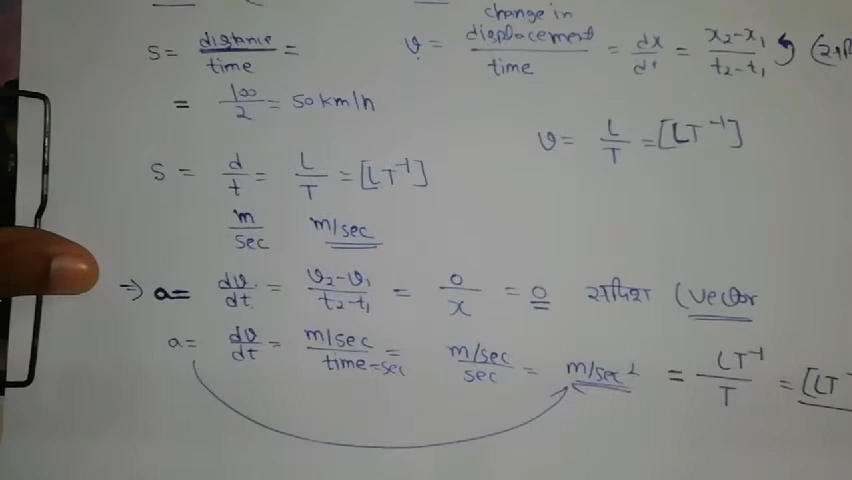 s = distance/time =
v = change in displacement/time = dx/dt = x₂-x₁/t₂-t₁
= 100/2 = 50 km/h
v = L/T = [LT⁻¹]
s = d/t = L/T = [LT⁻¹]
m/sec m/sec
⇒ a = dv/dt = v₂-v₁/t₂-t₁ = 0/x = 0 सदिश (vector
a = dv/dt = m/sec/time=sec = m/sec/sec = m/sec² = LT⁻¹/T = [LT